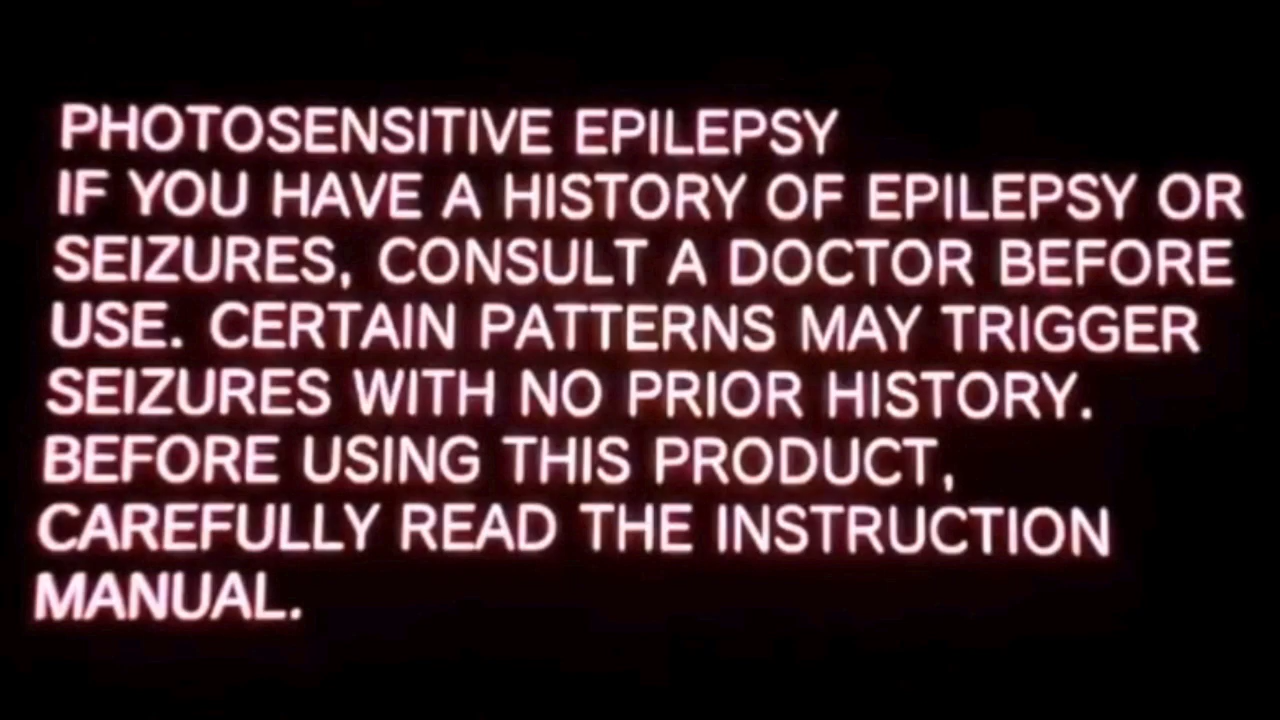 PHOTOSENSITIVE EPILEPSY
IF YOU HAVE A HISTORY OF EPILEPSY OR
SEIZURES, CONSULT A DOCTOR BEFORE
USE. CERTAIN PATTERNS MAY TRIGGER
SEIZURES WITH NO PRIOR HISTORY.
BEFORE USING THIS PRODUCT,
CAREFULLY READ THE INSTRUCTION
MANUAL.